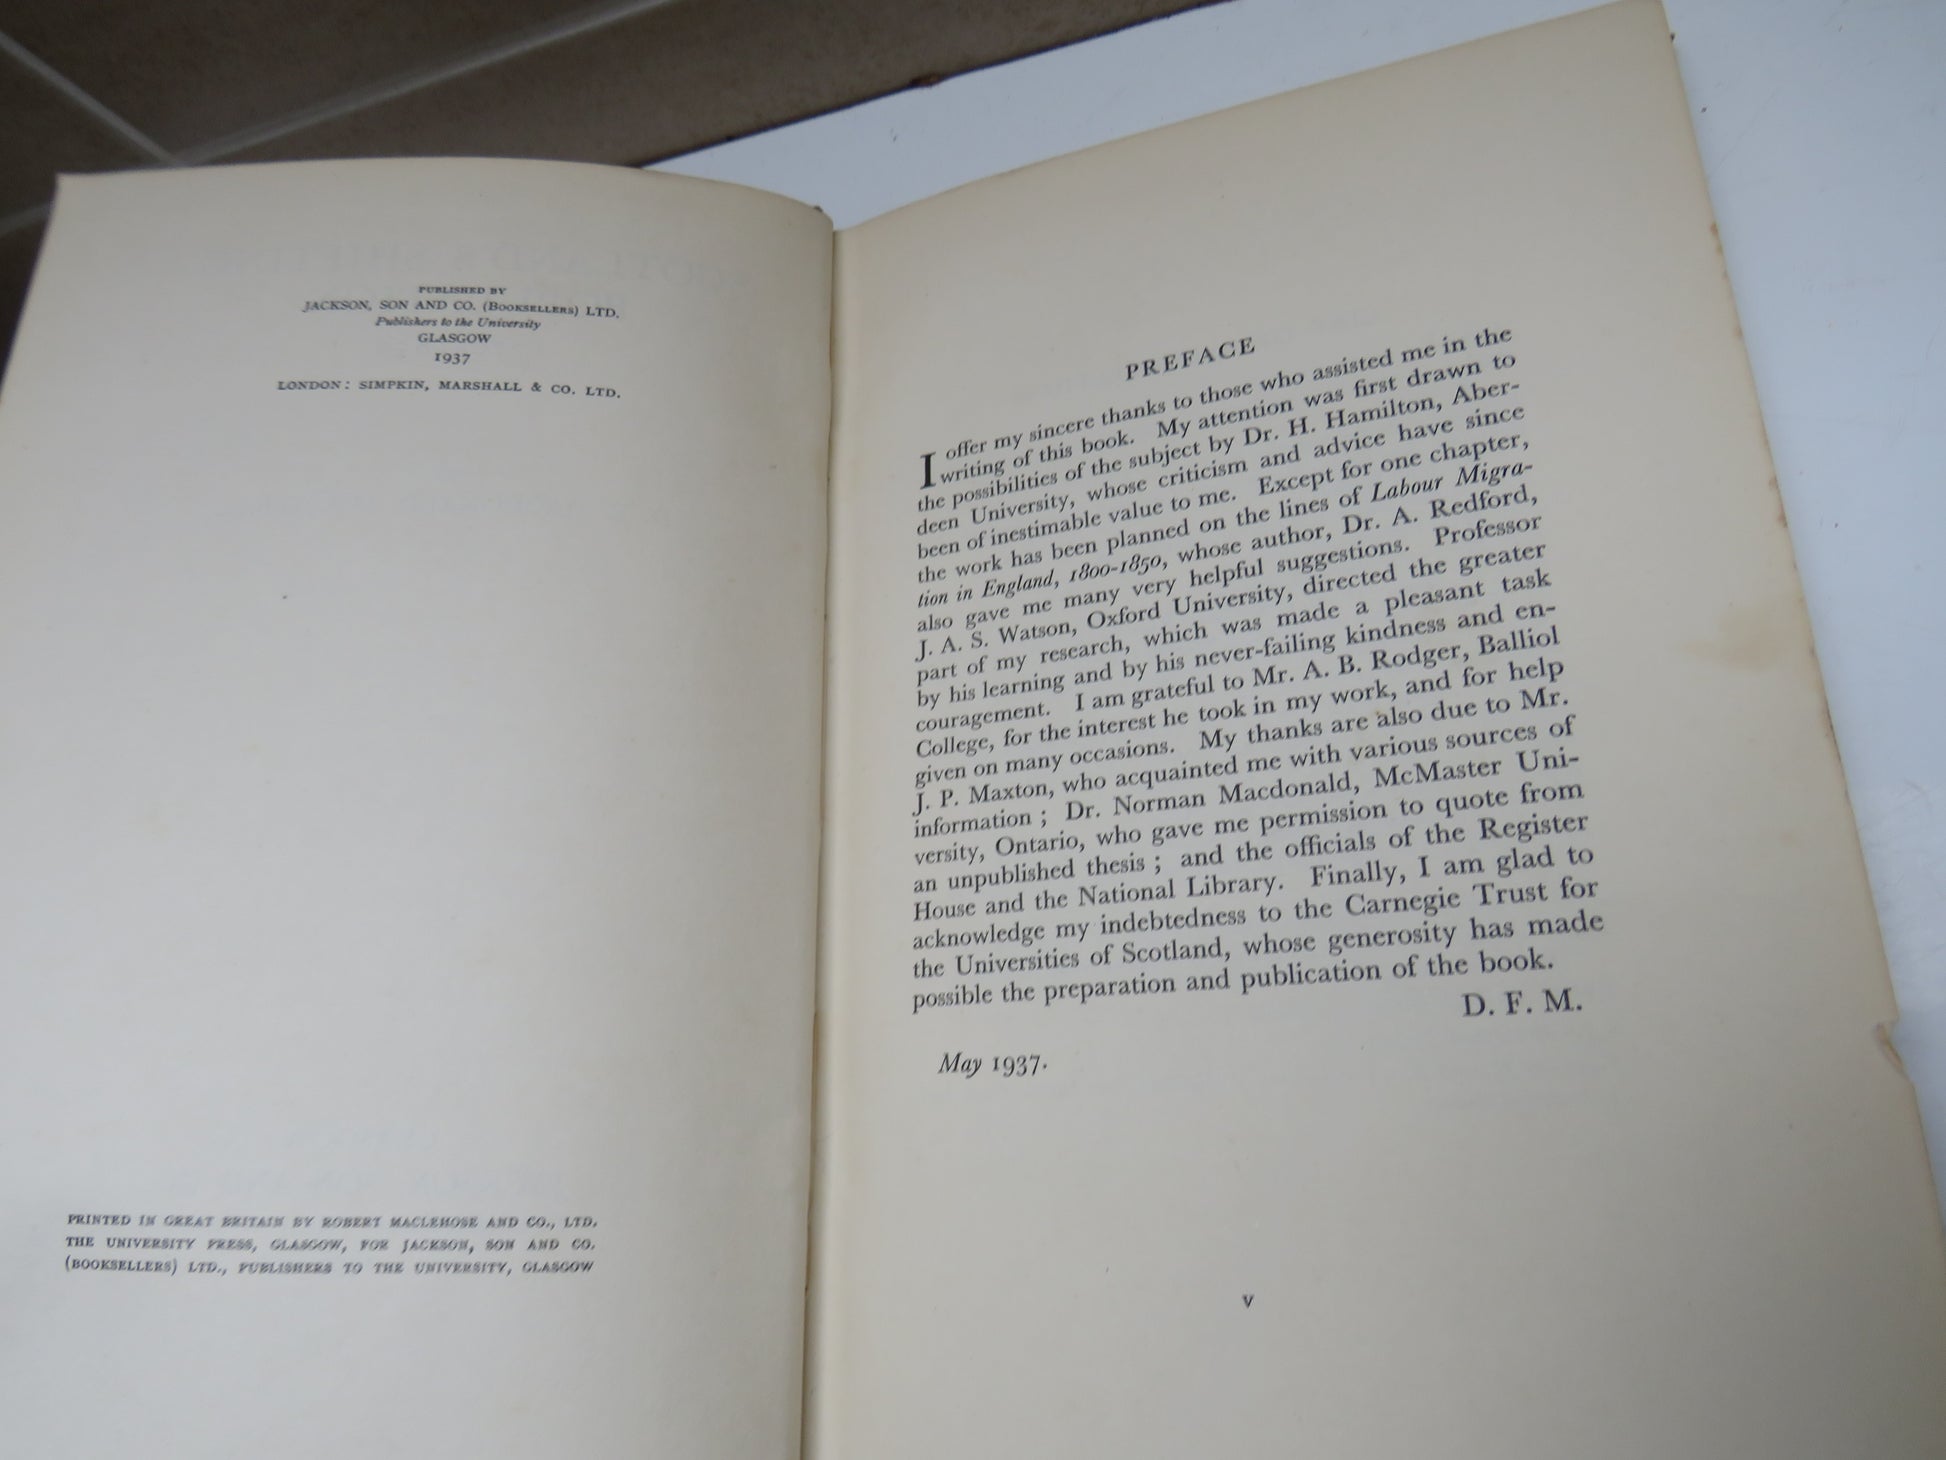 PUBLISHED BY
JACKSON, SON AND CO. (BOOKSELLERS) LTD.
Publishers to the University
GLASGOW
1937
LONDON: SIMPKIN, MARSHALL & CO. LTD.
PRINTED IN GREAT BRITAIN BY ROBERT MACLEHOSE AND CO., LTD.
THE UNIVERSITY PRESS, GLASGOW, FOR JACKSON, SON AND CO.
(BOOKSELLERS) LTD., PUBLISHERS TO THE UNIVERSITY, GLASGOW
PREFACE
I offer my sincere thanks to those who assisted me in the
writing of this book. My attention was first drawn to
the possibilities of the subject by Dr. H. Hamilton, Aber-
deen University, whose criticism and advice have since
been of inestimable value to me. Except for one chapter,
the work has been planned on the lines of Labour Migra-
tion in England, 1800-1850, whose author, Dr. A. Redford,
also gave me many very helpful suggestions. Professor
J. A. S. Watson, Oxford University, directed the greater
part of my research, which was made a pleasant task
by his learning and by his never-failing kindness and en-
couragement. I am grateful to Mr. A. B. Rodger, Balliol
College, for the interest he took in my work, and for help
given on many occasions. My thanks are also due to Mr.
J. P. Maxton, who acquainted me with various sources of
information ; Dr. Norman Macdonald, McMaster Uni-
versity, Ontario, who gave me permission to quote from
an unpublished thesis ; and the officials of the Register
House and the National Library. Finally, I am glad to
acknowledge my indebtedness to the Carnegie Trust for
the Universities of Scotland, whose generosity has made
possible the preparation and publication of the book.
D. F. M.
May 1937.
v